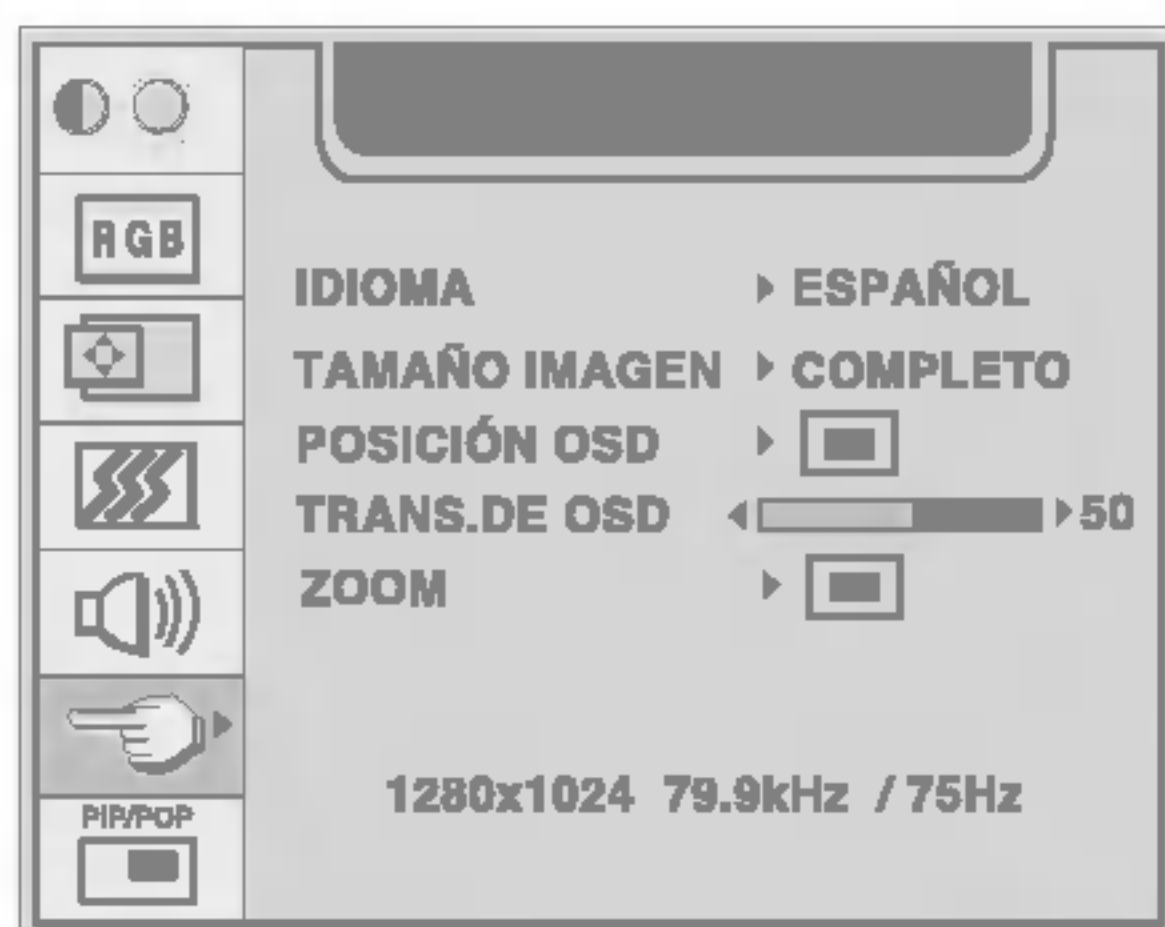 RGB
IDIOMA ESPAÑOL
TAMAÑO IMAGEN COMPLETO
POSICIÓN OSD
TRANS.DE OSD 50
ZOOM
1280x1024 79.9kHz / 75Hz
PIP/POP